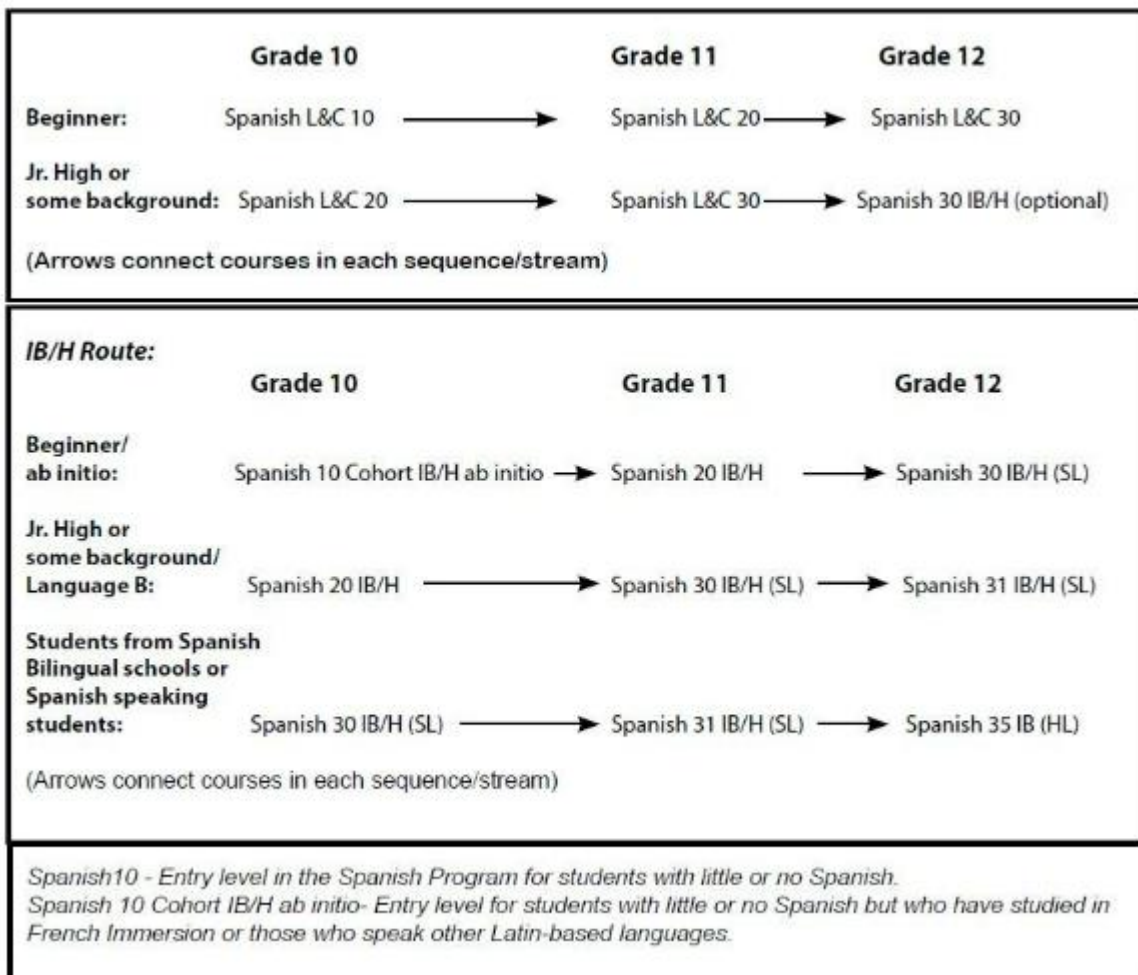 Grade 10 Grade 11 Grade 12
Beginner: Spanish L&C 10 Spanish L&C 20 Spanish L&C 30
Jr. High or
some background: Spanish L&C 20 Spanish L&C 30 Spanish 30 IB/H (optional)
(Arrows connect courses in each sequence/stream)
IB/H Route:
Grade 10 Grade 11 Grade 12
Beginner/
ab initio: Spanish 10 Cohort IB/H ab initio Spanish 20 IB/H Spanish 30 IB/H (SL)
Jr. High or
some background/
Language B: Spanish 20 IB/H Spanish 30 IB/H (SL) Spanish 31 IB/H (SL)
Students from Spanish
Bilingual schools or
Spanish speaking
students: Spanish 30 IB/H (SL) Spanish 31 IB/H (SL) Spanish 35 IB (HL)
(Arrows connect courses in each sequence/stream)
Spanish10 - Entry level in the Spanish Program for students with little or no Spanish.
Spanish 10 Cohort IB/H ab initio- Entry level for students with little or no Spanish but who have studied in
French Immersion or those who speak other Latin-based languages.